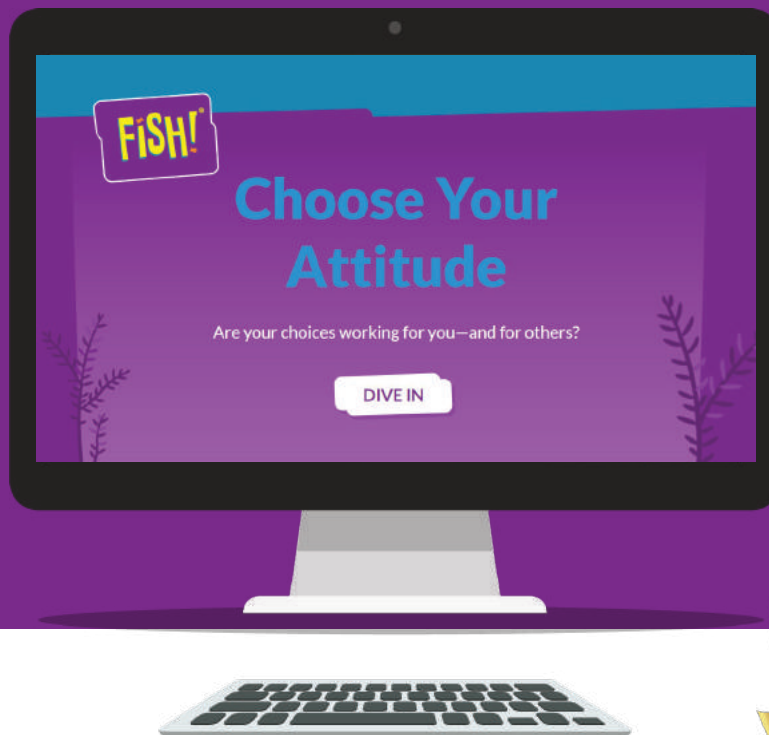 FiSH!
Choose Your
Attitude
Are your choices working for you—and for others?
DIVE IN